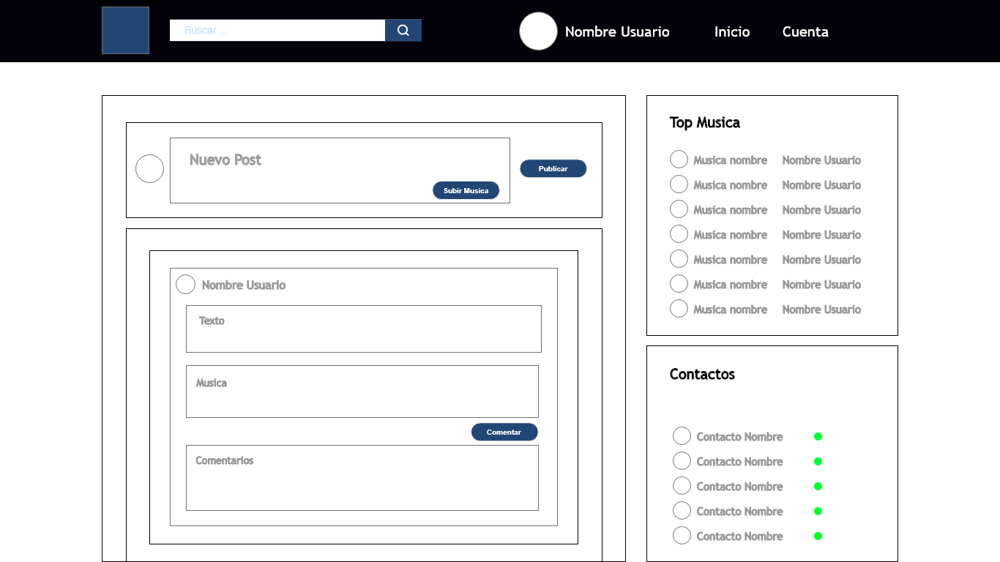 Buscar ...
Nombre Usuario
Inicio
Cuenta
Nuevo Post
Subir Musica
Publicar
Nombre Usuario
Texto
Musica
Comentar
Comentarios
Top Musica
Musica nombre Nombre Usuario
Musica nombre Nombre Usuario
Musica nombre Nombre Usuario
Musica nombre Nombre Usuario
Musica nombre Nombre Usuario
Musica nombre Nombre Usuario
Musica nombre Nombre Usuario
Contactos
Contacto Nombre
Contacto Nombre
Contacto Nombre
Contacto Nombre
Contacto Nombre